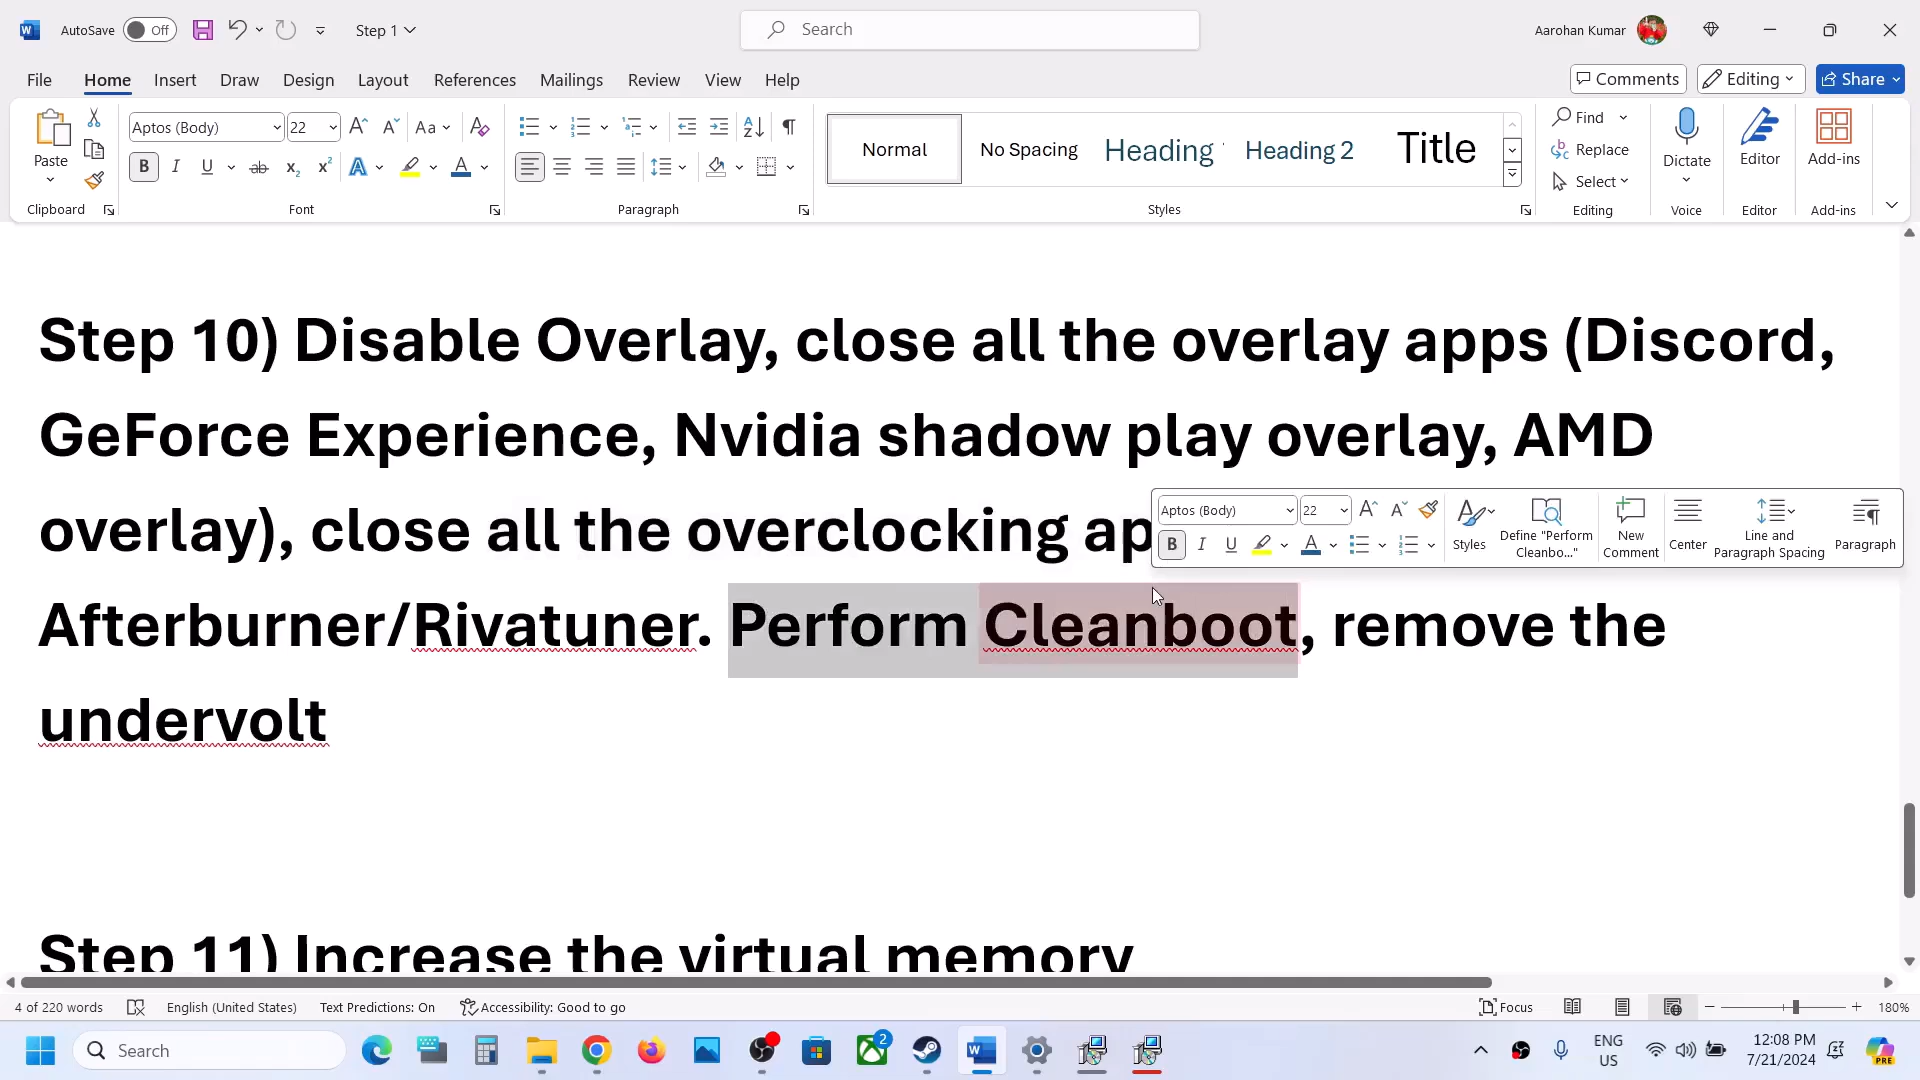 AutoSave
Off
Step 1
Search
Aarohan Kumar
File
Home
Insert
Draw
Design
Layout
References
Mailings
Review
View
Help
Comments
Editing
Share
Paste
Clipboard
Aptos (Body)
22
Font
Paragraph
Normal
No Spacing
Heading
Heading 2
Title
Styles
Find
Replace
Select
Editing
Dictate
Voice
Editor
Editor
Add-ins
Add-ins
Step 10) Disable Overlay, close all the overlay apps (Discord,
GeForce Experience, Nvidia shadow play overlay, AMD
overlay), close all the overclocking ap
Afterburner/Rivatuner. Perform Cleanboot, remove the
undervolt
Aptos (Body)
22
Styles
Define "Perform
Cleanbo..."
New
Comment
Center
Line and
Paragraph Spacing
Paragraph
Step 11) Increase the virtual memory
4 of 220 words
English (United States)
Text Predictions: On
Accessibility: Good to go
Focus
180%
Search
2
ENG
US
12:08 PM
7/21/2024
PRE